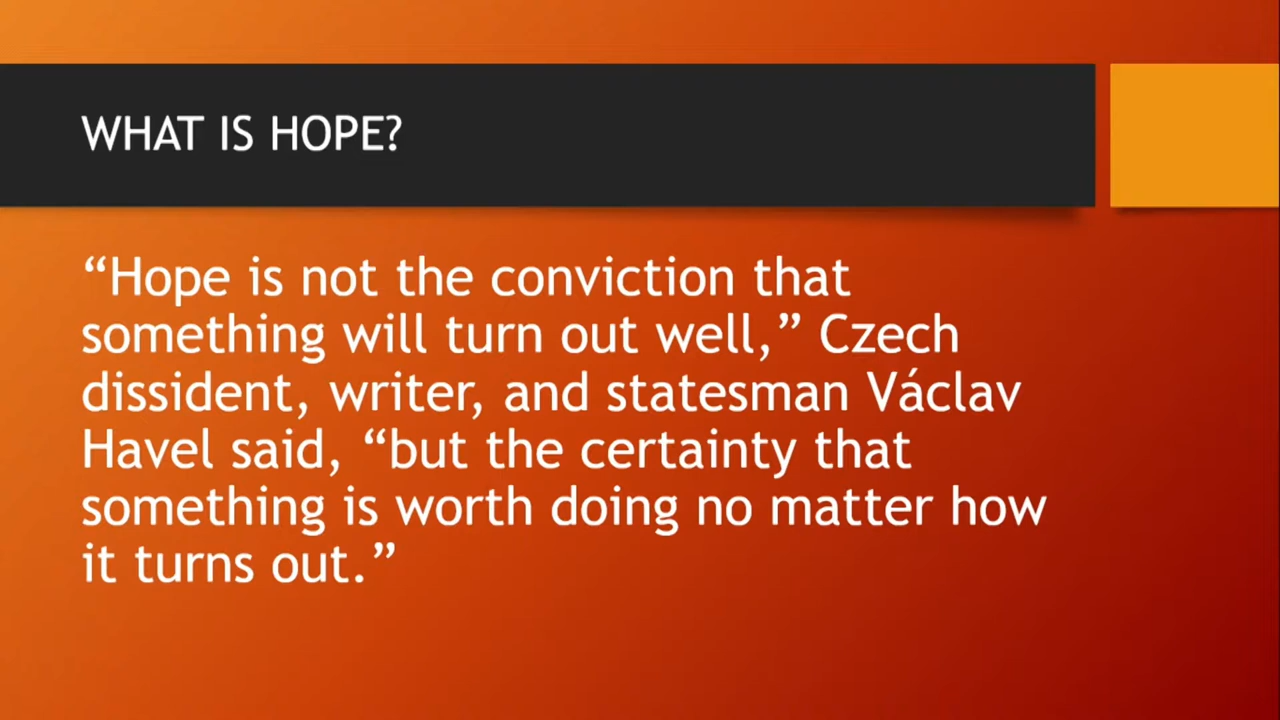 WHAT IS HOPE?
“Hope is not the conviction that
something will turn out well,” Czech
dissident, writer, and statesman Václav
Havel said, “but the certainty that
something is worth doing no matter how
it turns out.”